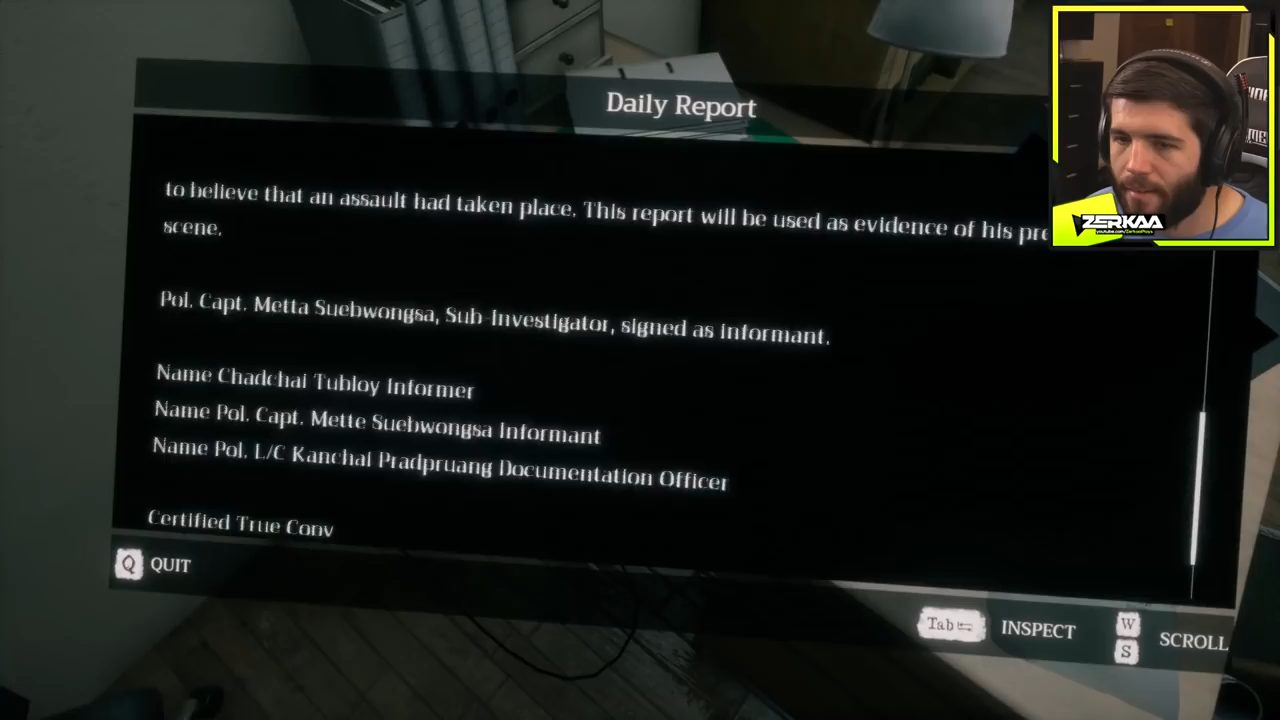 Daily Report
to believe that an assault had taken place. This report will be used as evidence of his pre
scene.
Pol. Capt. Metta Suebwongsa, Sub-Investigator, signed as informant.
Name Chadchai Tubloy Informer
Name Pol. Capt. Mette Suebwongsa Informant
Name Pol. L/C Kanchai Pradpruang Documentation Officer
Certified True Copy
Q QUIT
Tab INSPECT
W
S SCROLL
ZERKAA